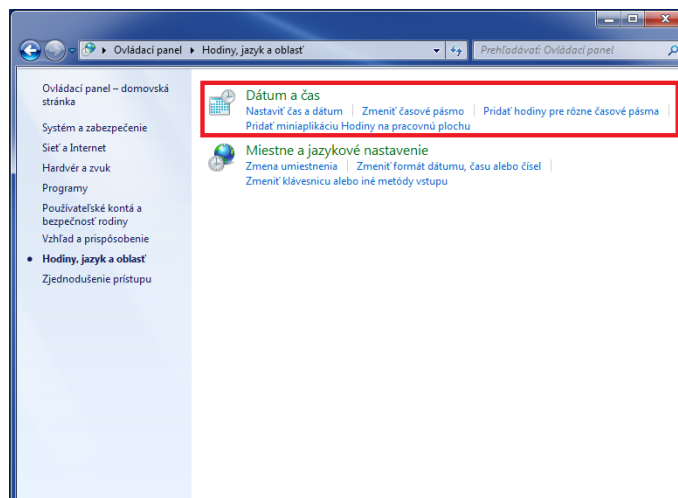 Ovládací panel ▸ Hodiny, jazyk a oblasť
Prehľadávať: Ovládací panel
Ovládací panel – domovská
stránka
Systém a zabezpečenie
Sieť a Internet
Hardvér a zvuk
Programy
Používateľské kontá a
bezpečnosť rodiny
Vzhľad a prispôsobenie
Hodiny, jazyk a oblasť
Zjednodušenie prístupu
Dátum a čas
Nastaviť čas a dátum | Zmeniť časové pásmo | Pridať hodiny pre rôzne časové pásma
Pridať miniaplikáciu Hodiny na pracovnú plochu
Miestne a jazykové nastavenie
Zmena umiestnenia | Zmeniť formát dátumu, času alebo čísel
Zmeniť klávesnicu alebo iné metódy vstupu